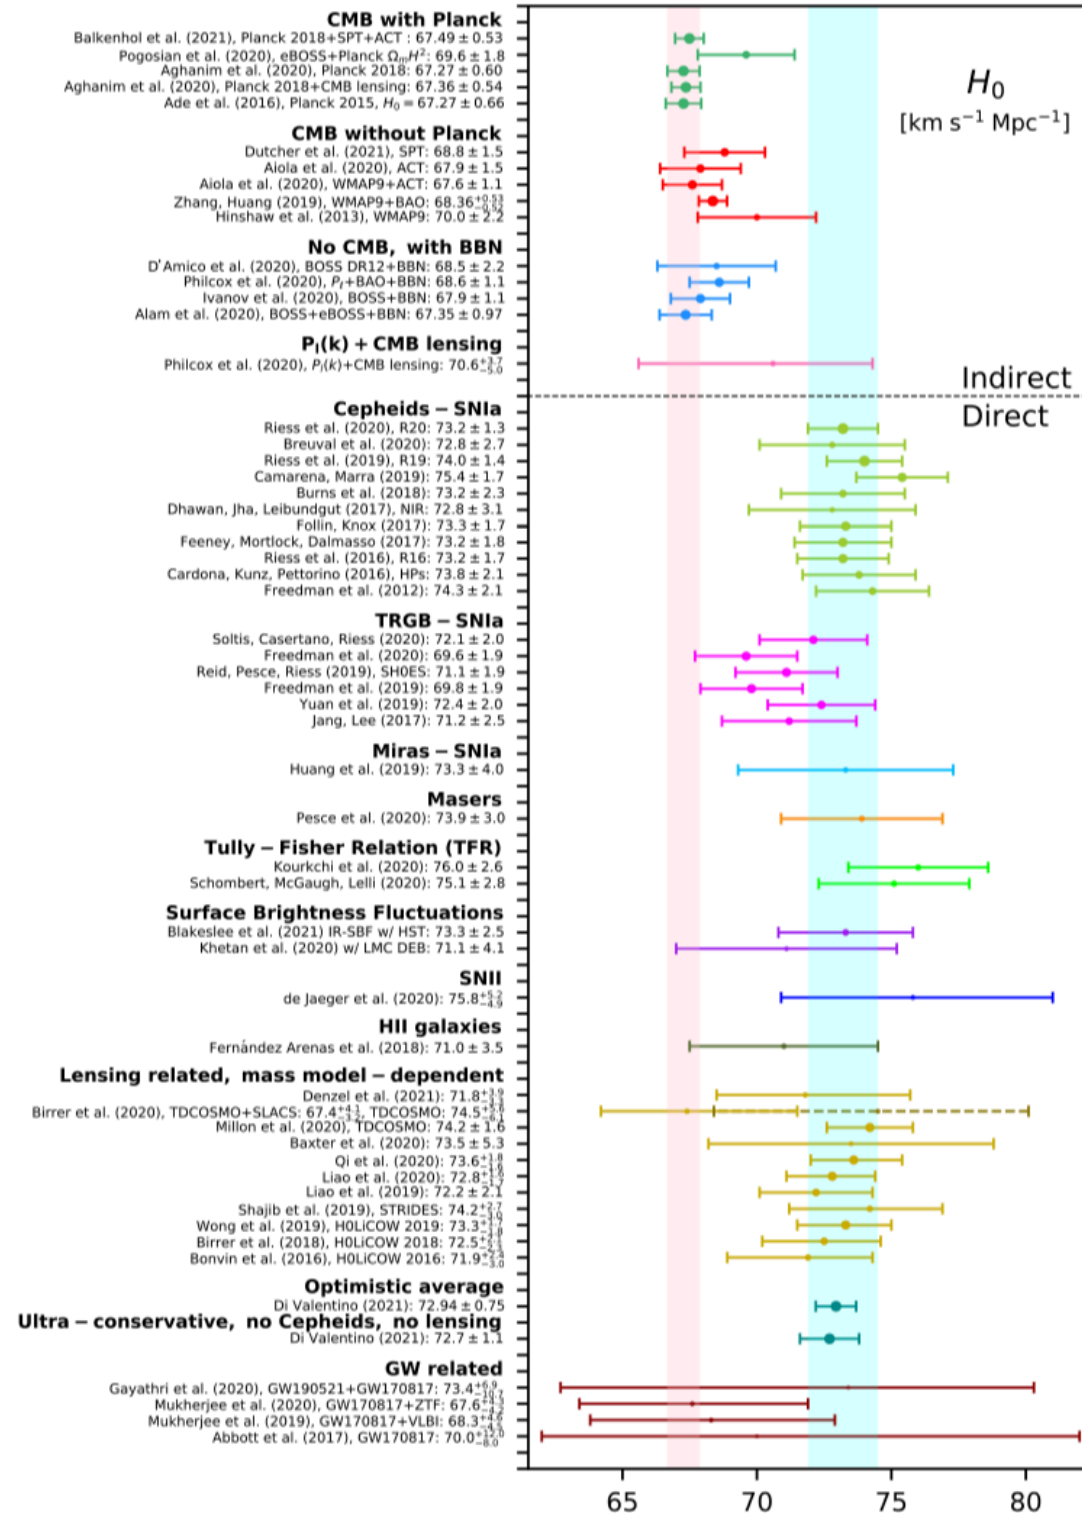 CMB with Planck
Balkenhol et al. (2021), Planck 2018+SPT+ACT : 67.49 ± 0.53
Pogosian et al. (2020), eBOSS+Planck Ω_mH²: 69.6 ± 1.8
Aghanim et al. (2020), Planck 2018: 67.27 ± 0.60
Aghanim et al. (2020), Planck 2018+CMB lensing: 67.36 ± 0.54
Ade et al. (2016), Planck 2015, H₀ = 67.27 ± 0.66
H₀
[km s⁻¹ Mpc⁻¹]
CMB without Planck
Dutcher et al. (2021), SPT: 68.8 ± 1.5
Aiola et al. (2020), ACT: 67.9 ± 1.5
Aiola et al. (2020), WMAP9+ACT: 67.6 ± 1.1
Zhang, Huang (2019), WMAP9+BAO: 68.36 +0.53 −0.52
Hinshaw et al. (2013), WMAP9: 70.0 ± 2.2
No CMB, with BBN
D'Amico et al. (2020), BOSS DR12+BBN: 68.5 ± 2.2
Philcox et al. (2020), P_l+BAO+BBN: 68.6 ± 1.1
Ivanov et al. (2020), BOSS+BBN: 67.9 ± 1.1
Alam et al. (2020), BOSS+eBOSS+BBN: 67.35 ± 0.97
P_l(k) + CMB lensing
Philcox et al. (2020), P_l(k)+CMB lensing: 70.6 +3.7 −5.0
Indirect
Direct
Cepheids – SNIa
Riess et al. (2020), R20: 73.2 ± 1.3
Breuval et al. (2020): 72.8 ± 2.7
Riess et al. (2019), R19: 74.0 ± 1.4
Camarena, Marra (2019): 75.4 ± 1.7
Burns et al. (2018): 73.2 ± 2.3
Dhawan, Jha, Leibundgut (2017), NIR: 72.8 ± 3.1
Follin, Knox (2017): 73.3 ± 1.7
Feeney, Mortlock, Dalmasso (2017): 73.2 ± 1.8
Riess et al. (2016), R16: 73.2 ± 1.7
Cardona, Kunz, Pettorino (2016), HPs: 73.8 ± 2.1
Freedman et al. (2012): 74.3 ± 2.1
TRGB – SNIa
Soltis, Casertano, Riess (2020): 72.1 ± 2.0
Freedman et al. (2020): 69.6 ± 1.9
Reid, Pesce, Riess (2019), SH0ES: 71.1 ± 1.9
Freedman et al. (2019): 69.8 ± 1.9
Yuan et al. (2019): 72.4 ± 2.0
Jang, Lee (2017): 71.2 ± 2.5
Miras – SNIa
Huang et al. (2019): 73.3 ± 4.0
Masers
Pesce et al. (2020): 73.9 ± 3.0
Tully – Fisher Relation (TFR)
Kourkchi et al. (2020): 76.0 ± 2.6
Schombert, McGaugh, Lelli (2020): 75.1 ± 2.8
Surface Brightness Fluctuations
Blakeslee et al. (2021) IR-SBF w/ HST: 73.3 ± 2.5
Khetan et al. (2020) w/ LMC DEB: 71.1 ± 4.1
SNII
de Jaeger et al. (2020): 75.8 +5.2 −4.9
HII galaxies
Fernández Arenas et al. (2018): 71.0 ± 3.5
Lensing related, mass model – dependent
Denzel et al. (2021): 71.8
Birrer et al. (2020), TDCOSMO+SLACS: 67.4 TDCOSMO: 74.5
Millon et al. (2020), TDCOSMO: 74.2 ± 1.6
Baxter et al. (2020): 73.5 ± 5.3
Qi et al. (2020): 73.6
Liao et al. (2020): 72.8
Liao et al. (2019): 72.2 ± 2.1
Shajib et al. (2019), STRIDES: 74.2
Wong et al. (2019), H0LiCOW 2019: 73.3
Birrer et al. (2018), H0LiCOW 2018: 72.5
Bonvin et al. (2016), H0LiCOW 2016: 71.9
Optimistic average
Di Valentino (2021): 72.94 ± 0.75
Ultra – conservative, no Cepheids, no lensing
Di Valentino (2021): 72.7 ± 1.1
GW related
Gayathri et al. (2020), GW190521+GW170817: 73.4 +6.9 −10.7
Mukherjee et al. (2020), GW170817+ZTF: 67.6
Mukherjee et al. (2019), GW170817+VLBI: 68.3
Abbott et al. (2017), GW170817: 70.0 +12.0 −8.0
65 70 75 80